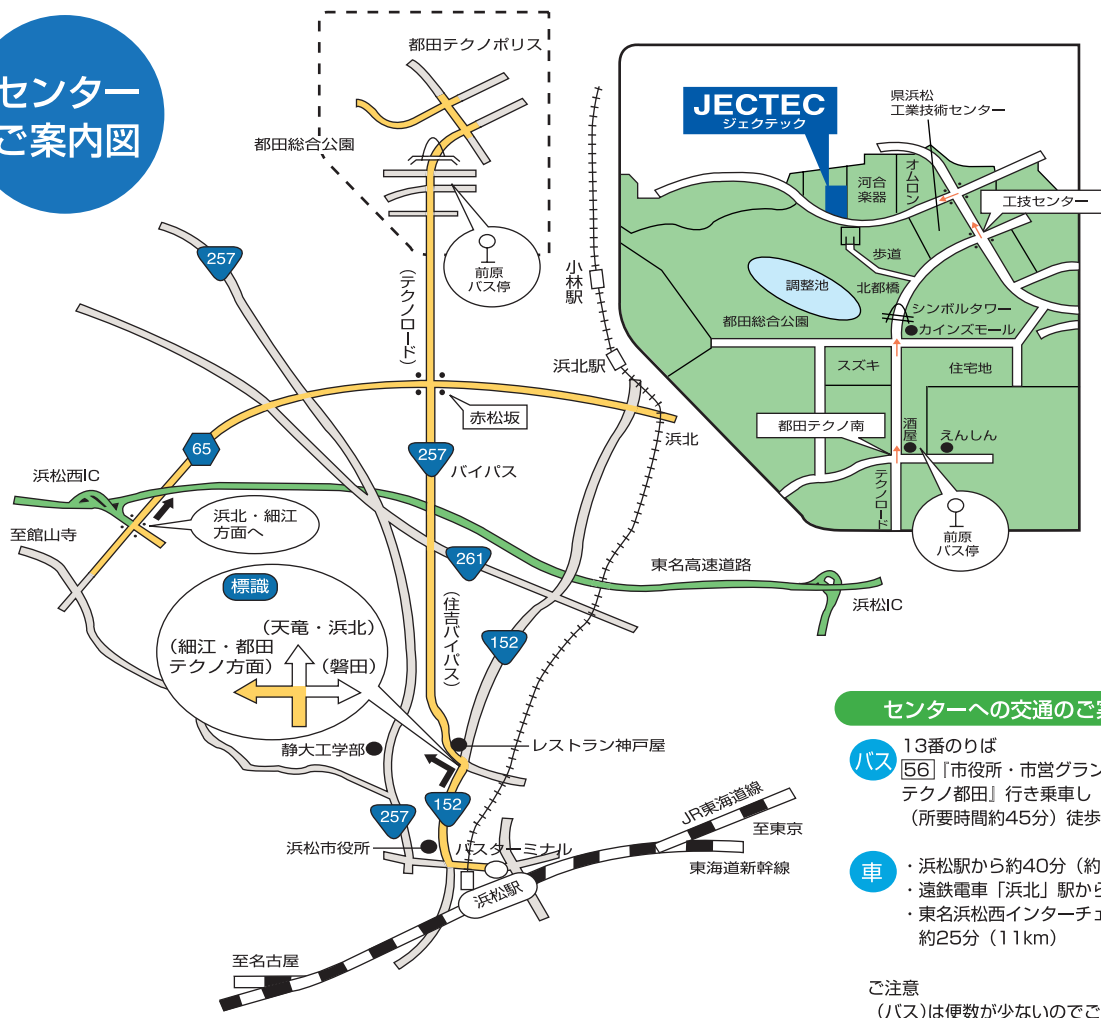 センター
ご案内図
都田テクノポリス
都田総合公園
前原
バス停
(テクノロード)
257
小林駅
浜北駅
赤松坂
浜北
65
257
バイパス
浜松西IC
至館山寺
浜北・細江
方面へ
261
東名高速道路
浜松IC
標識
(天竜・浜北)
(細江・都田
テクノ方面)
(磐田)
(住吉バイパス)
152
静大工学部
レストラン神戸屋
257
152
浜松市役所
バスターミナル
JR東海道線
至東京
東海道新幹線
浜松駅
至名古屋
JECTEC
ジェクテック
県浜松
工業技術センター
河合
楽器
オムロン
工技センター
歩道
調整池
北都橋
都田総合公園
シンボルタワー
カインズモール
スズキ
住宅地
都田テクノ南
酒屋
えんしん
テクノロード
前原
バス停
センターへの交通のご
バス
13番のりば
56『市役所・市営グラン
テクノ都田』行き乗車し
(所要時間約45分)徒歩
車
・浜松駅から約40分(約
・遠鉄電車「浜北」駅から
・東名浜松西インターチェ
約25分(11km)
ご注意
(バス)は便数が少ないのでご